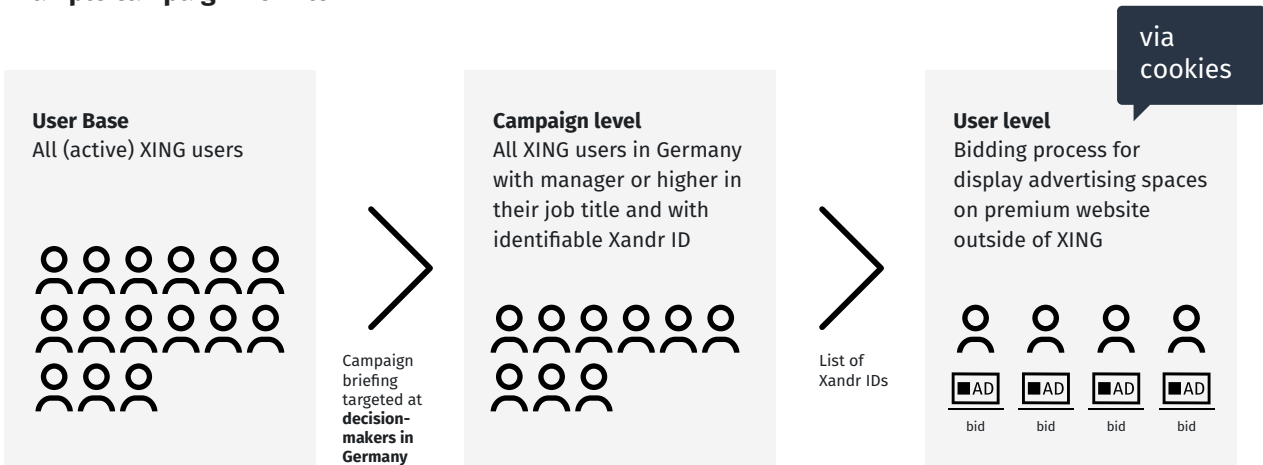 via
cookies
User Base
All (active) XING users
Campaign
briefing
targeted at
decision-
makers in
Germany
Campaign level
All XING users in Germany
with manager or higher in
their job title and with
identifiable Xandr ID
List of
Xandr IDs
User level
Bidding process for
display advertising spaces
on premium website
outside of XING
AD AD AD AD
bid bid bid bid